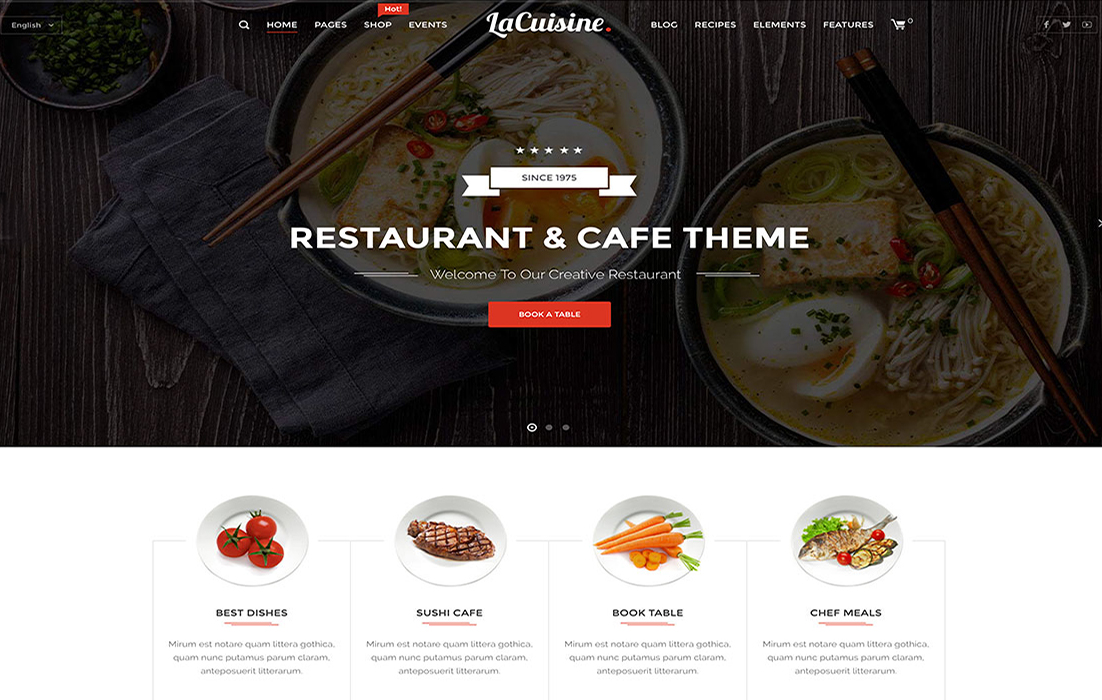 English
HOME
PAGES
Hot!
SHOP
EVENTS
LaCuisine.
BLOG
RECIPES
ELEMENTS
FEATURES
0
SINCE 1975
RESTAURANT & CAFE THEME
Welcome To Our Creative Restaurant
BOOK A TABLE
BEST DISHES
Mirum est notare quam littera gothica,
quam nunc putamus parum claram,
anteposuerit litterarum.
SUSHI CAFE
Mirum est notare quam littera gothica,
quam nunc putamus parum claram,
anteposuerit litterarum.
BOOK TABLE
Mirum est notare quam littera gothica,
quam nunc putamus parum claram,
anteposuerit litterarum.
CHEF MEALS
Mirum est notare quam littera gothica,
quam nunc putamus parum claram,
anteposuerit litterarum.